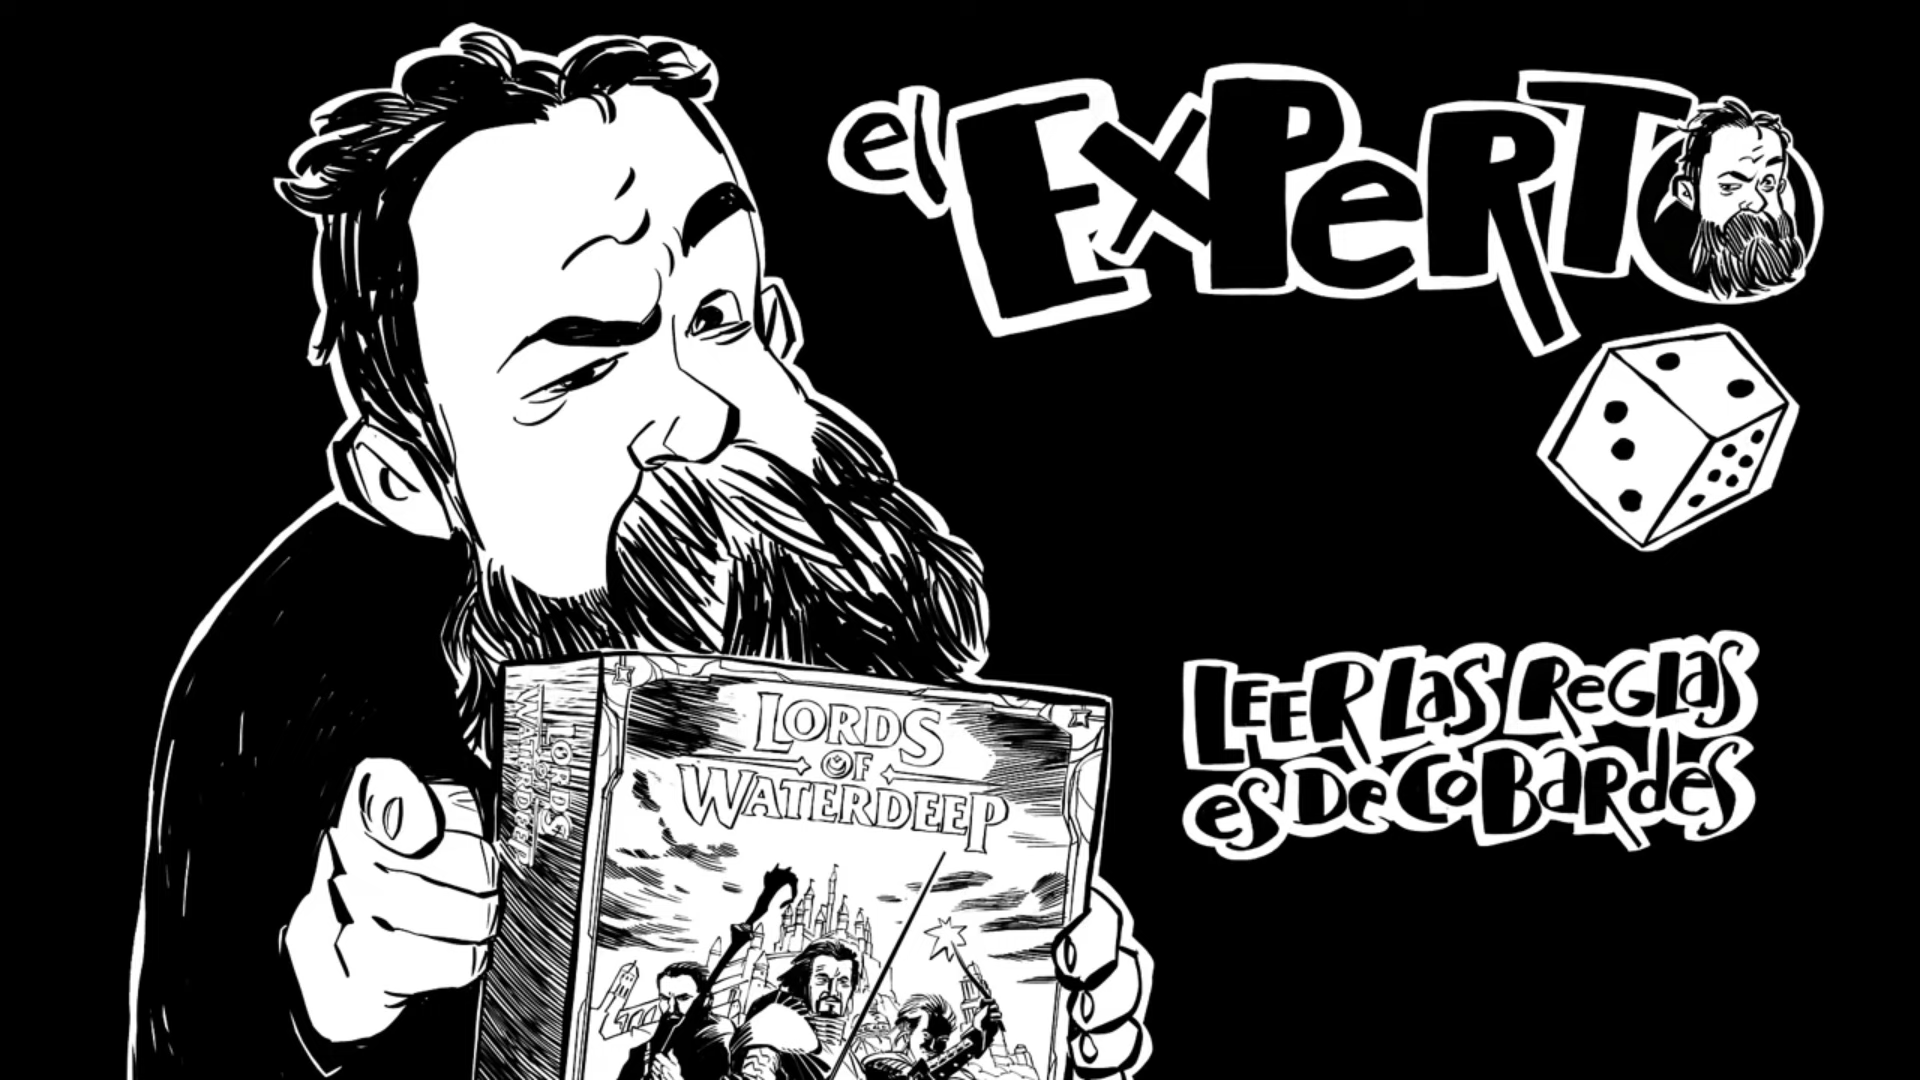 el EXPERTO
LEER Las ReGLas
es De CoBaRdes
LORDS
OF
WATERDEEP
LORDS
OF
WATERDEEP